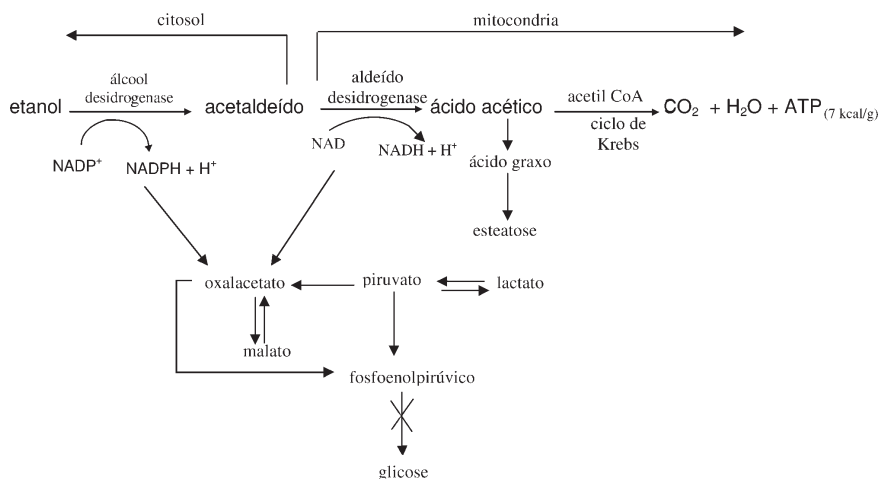 citosol
mitocondria
etanol
álcool
desidrogenase
acetaldeído
aldeído
desidrogenase
ácido acético
acetil CoA
ciclo de
Krebs
CO₂ + H₂O + ATP (7 kcal/g)
NADP⁺
NADPH + H⁺
NAD
NADH + H⁺
ácido graxo
esteatose
oxalacetato
piruvato
lactato
malato
fosfoenolpirúvico
glicose